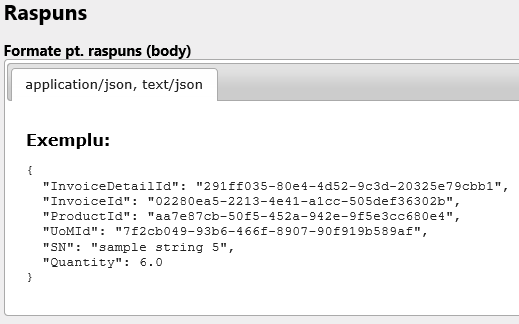 Raspuns
Formate pt. raspuns (body)
application/json, text/json
Exemplu:
{
  "InvoiceDetailId": "291ff035-80e4-4d52-9c3d-20325e79cbb1",
  "InvoiceId": "02280ea5-2213-4e41-a1cc-505def36302b",
  "ProductId": "aa7e87cb-50f5-452a-942e-9f5e3cc680e4",
  "UoMId": "7f2cb049-93b6-466f-8907-90f919b589af",
  "SN": "sample string 5",
  "Quantity": 6.0
}